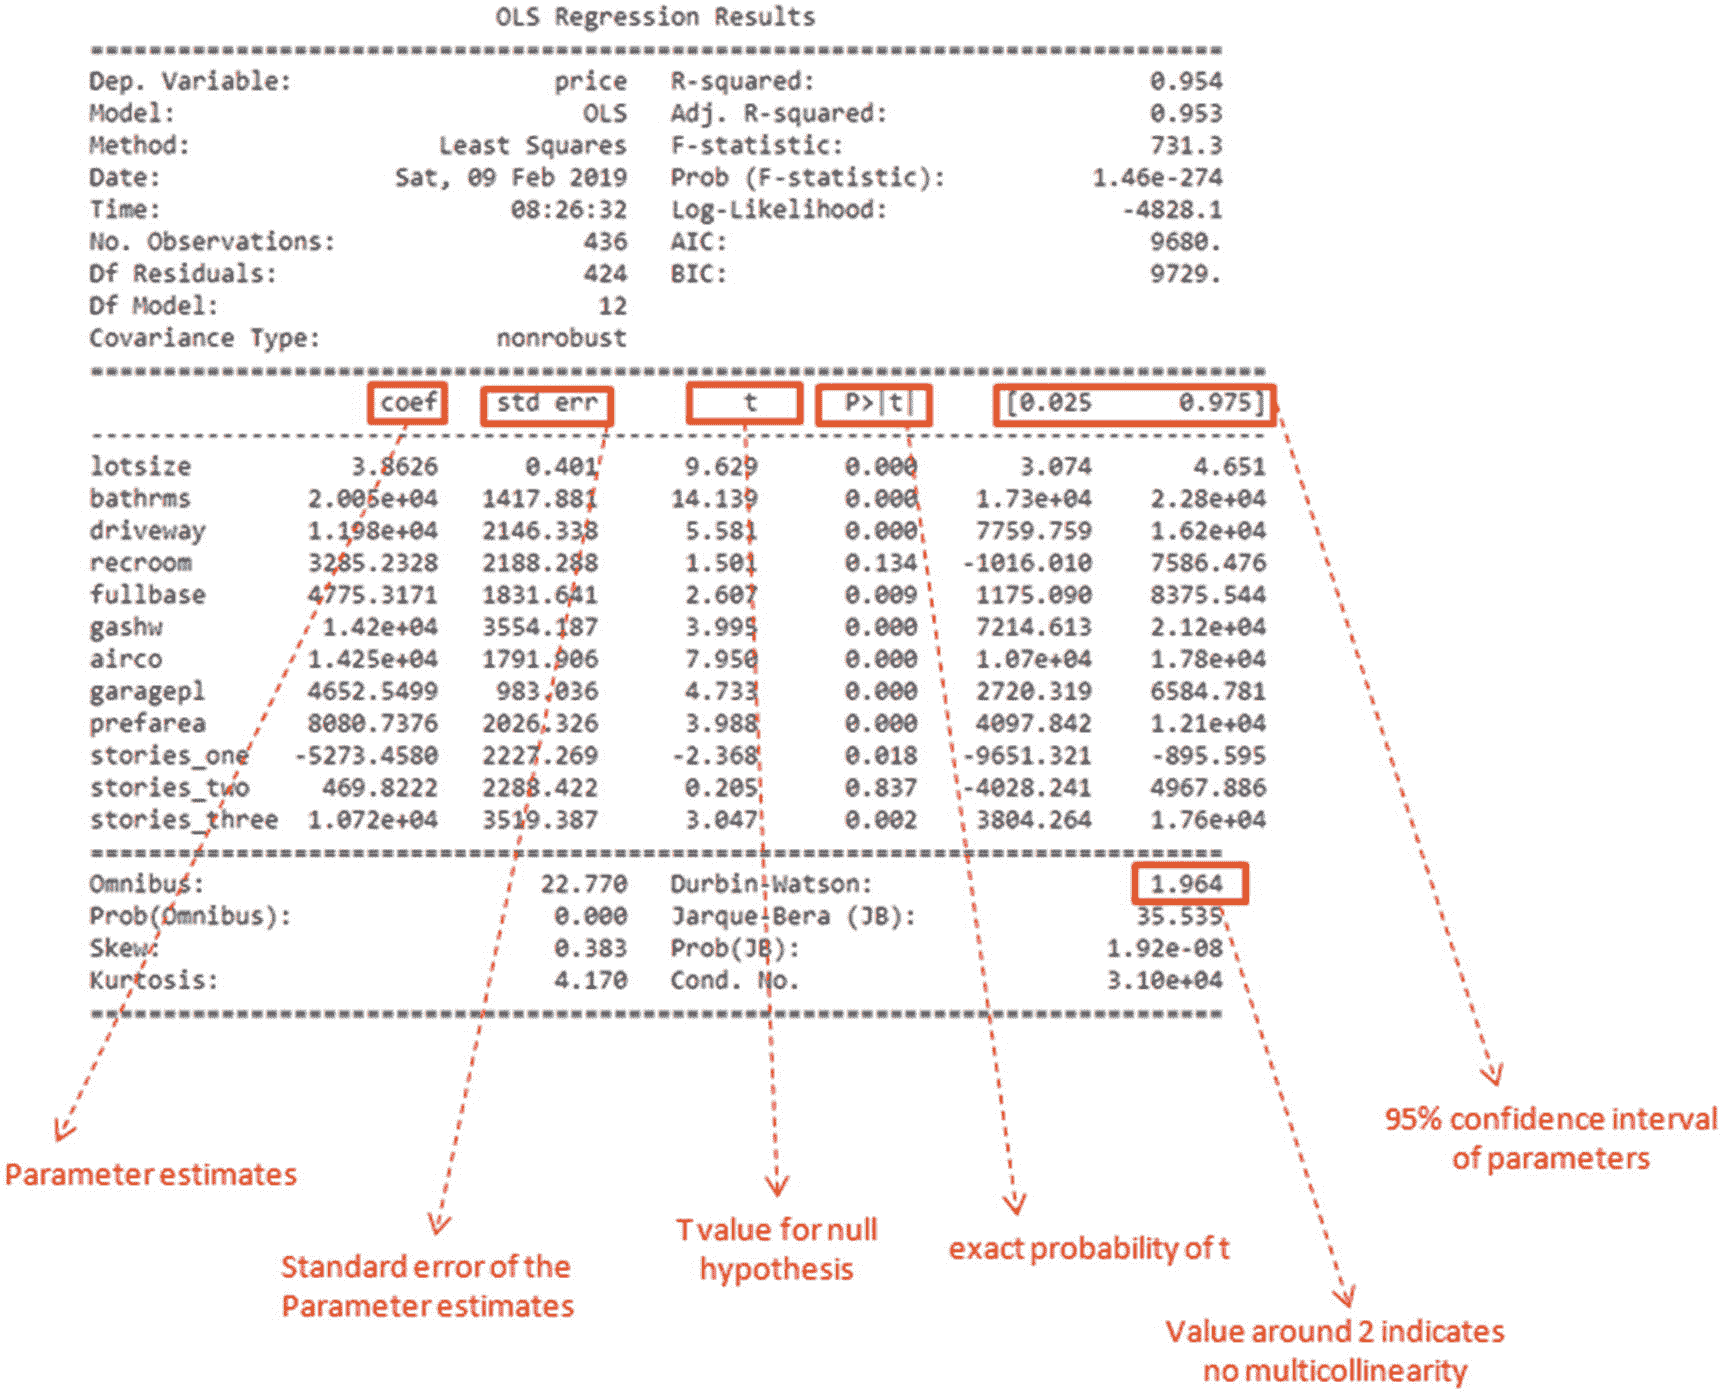 OLS Regression Results
==============================================================================
Dep. Variable: price R-squared: 0.954
Model: OLS Adj. R-squared: 0.953
Method: Least Squares F-statistic: 731.3
Date: Sat, 09 Feb 2019 Prob (F-statistic): 1.46e-274
Time: 08:26:32 Log-Likelihood: -4828.1
No. Observations: 436 AIC: 9680.
Df Residuals: 424 BIC: 9729.
Df Model: 12
Covariance Type: nonrobust
==============================================================================
coef std err t P>|t| [0.025 0.975]
------------------------------------------------------------------------------
lotsize 3.8626 0.401 9.629 0.000 3.074 4.651
bathrms 2.005e+04 1417.881 14.139 0.000 1.73e+04 2.28e+04
driveway 1.198e+04 2146.338 5.581 0.000 7759.759 1.62e+04
recroom 3285.2328 2188.288 1.501 0.134 -1016.010 7586.476
fullbase 4775.3171 1831.641 2.607 0.009 1175.090 8375.544
gashw 1.42e+04 3554.187 3.995 0.000 7214.613 2.12e+04
airco 1.425e+04 1791.906 7.950 0.000 1.07e+04 1.78e+04
garagepl 4652.5499 983.036 4.733 0.000 2720.319 6584.781
prefarea 8080.7376 2026.326 3.988 0.000 4097.842 1.21e+04
stories_one -5273.4580 2227.269 -2.368 0.018 -9651.321 -895.595
stories_two 469.8222 2288.422 0.205 0.837 -4028.241 4967.886
stories_three 1.072e+04 3519.387 3.047 0.002 3804.264 1.76e+04
==============================================================================
Omnibus: 22.770 Durbin-Watson: 1.964
Prob(Omnibus): 0.000 Jarque-Bera (JB): 35.535
Skew: 0.383 Prob(JB): 1.92e-08
Kurtosis: 4.170 Cond. No. 3.10e+04
==============================================================================
Parameter estimates
Standard error of the
Parameter estimates
T value for null
hypothesis
exact probability of t
95% confidence interval
of parameters
Value around 2 indicates
no multicollinearity